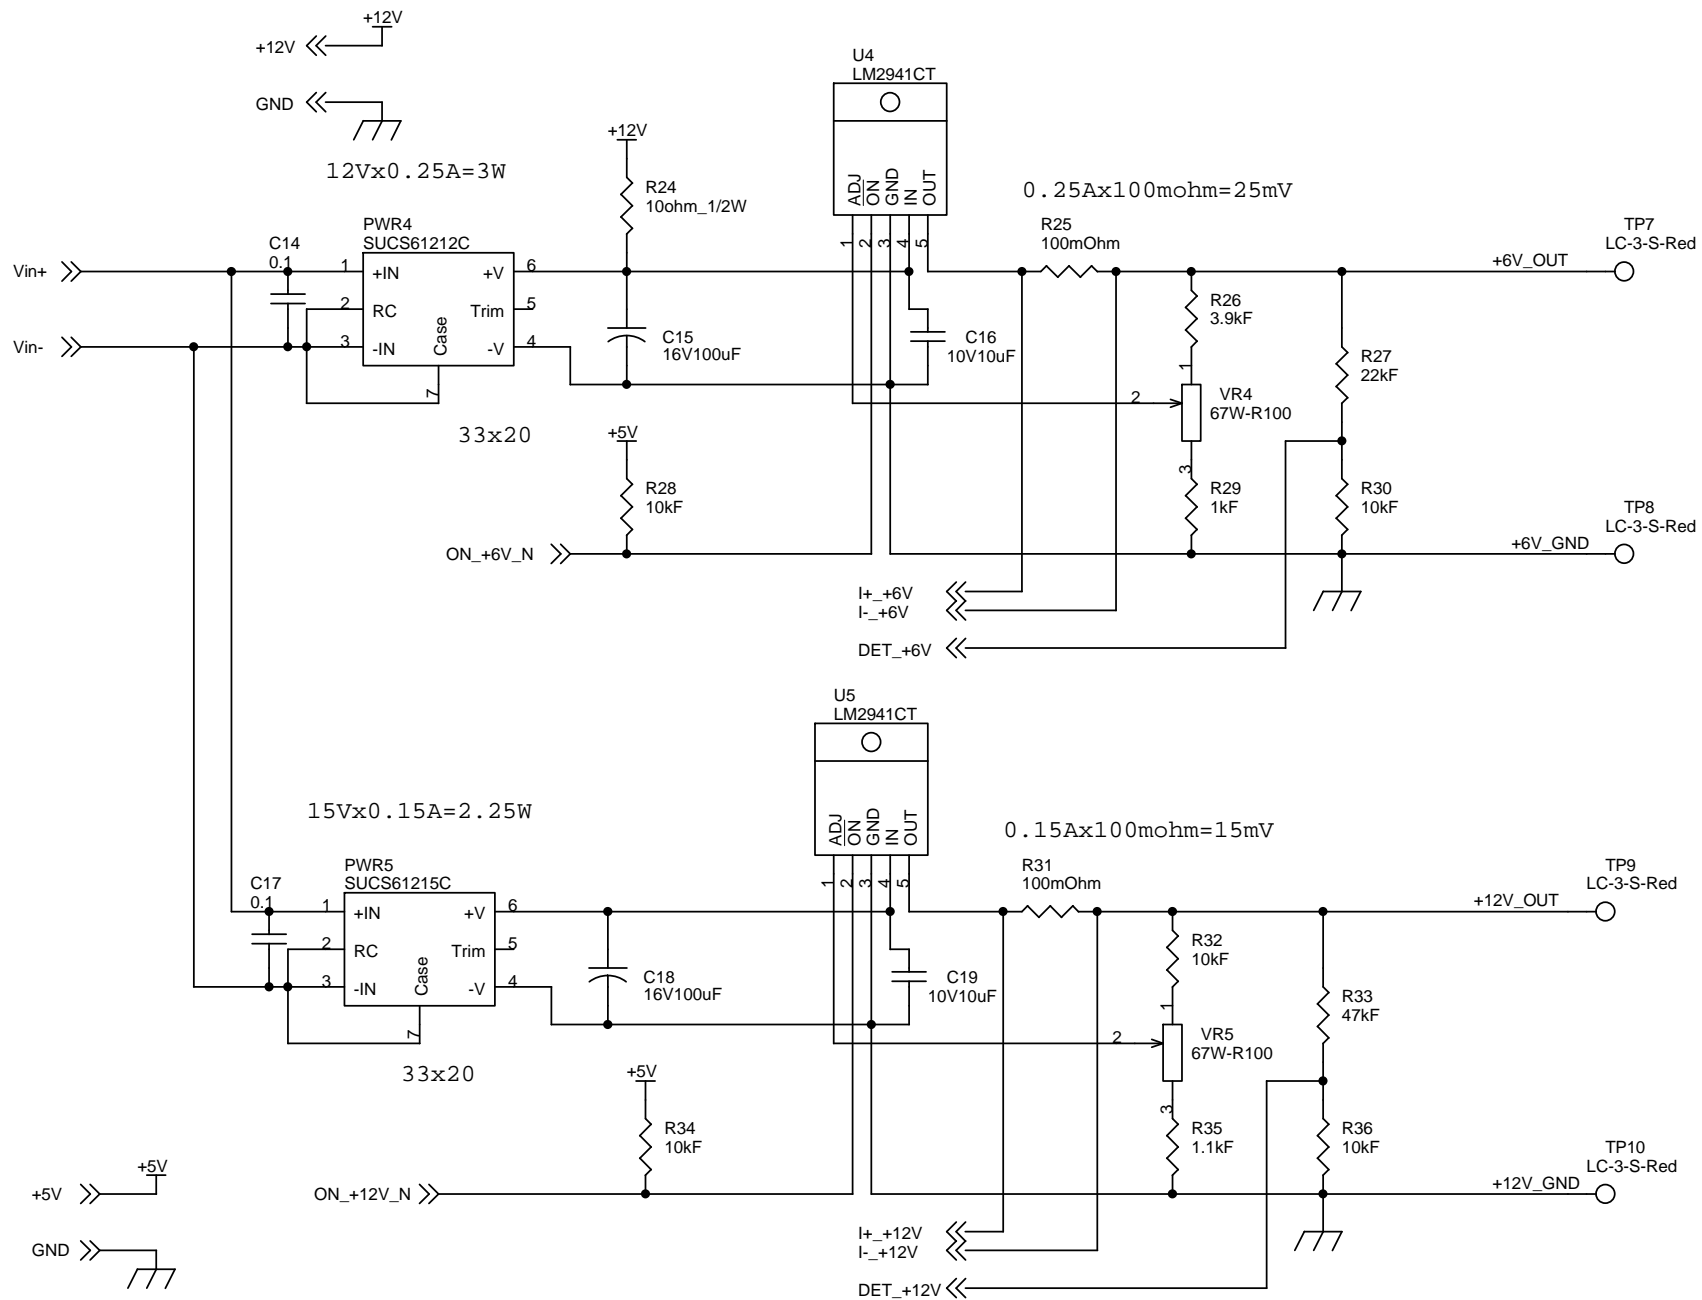 +12V
+12V
GND
12Vx0.25A=3W
+12V
R24
10ohm_1/2W
U4
LM2941CT
ADJ
ON
GND
IN
OUT
1
2
3
4
5
0.25Ax100mohm=25mV
R25
100mOhm
TP7
LC-3-S-Red
+6V_OUT
PWR4
SUCS61212C
C14
0.1
Vin+
1
+IN
+V
6
2
RC
Trim
5
Vin-
3
-IN
Case
-V
4
7
33x20
C15
16V100uF
C16
10V10uF
R26
3.9kF
1
2
VR4
67W-R100
3
R27
22kF
+5V
R28
10kF
R29
1kF
R30
10kF
TP8
LC-3-S-Red
ON_+6V_N
+6V_GND
I+_+6V
I-_+6V
DET_+6V
U5
LM2941CT
ADJ
ON
GND
IN
OUT
1
2
3
4
5
15Vx0.15A=2.25W
0.15Ax100mohm=15mV
R31
100mOhm
TP9
LC-3-S-Red
+12V_OUT
PWR5
SUCS61215C
C17
0.1
1
+IN
+V
6
2
RC
Trim
5
3
-IN
Case
-V
4
7
33x20
C18
16V100uF
C19
10V10uF
R32
10kF
1
2
VR5
67W-R100
3
R33
47kF
+5V
R34
10kF
R35
1.1kF
R36
10kF
TP10
LC-3-S-Red
+5V
+5V
ON_+12V_N
+12V_GND
GND
I+_+12V
I-_+12V
DET_+12V